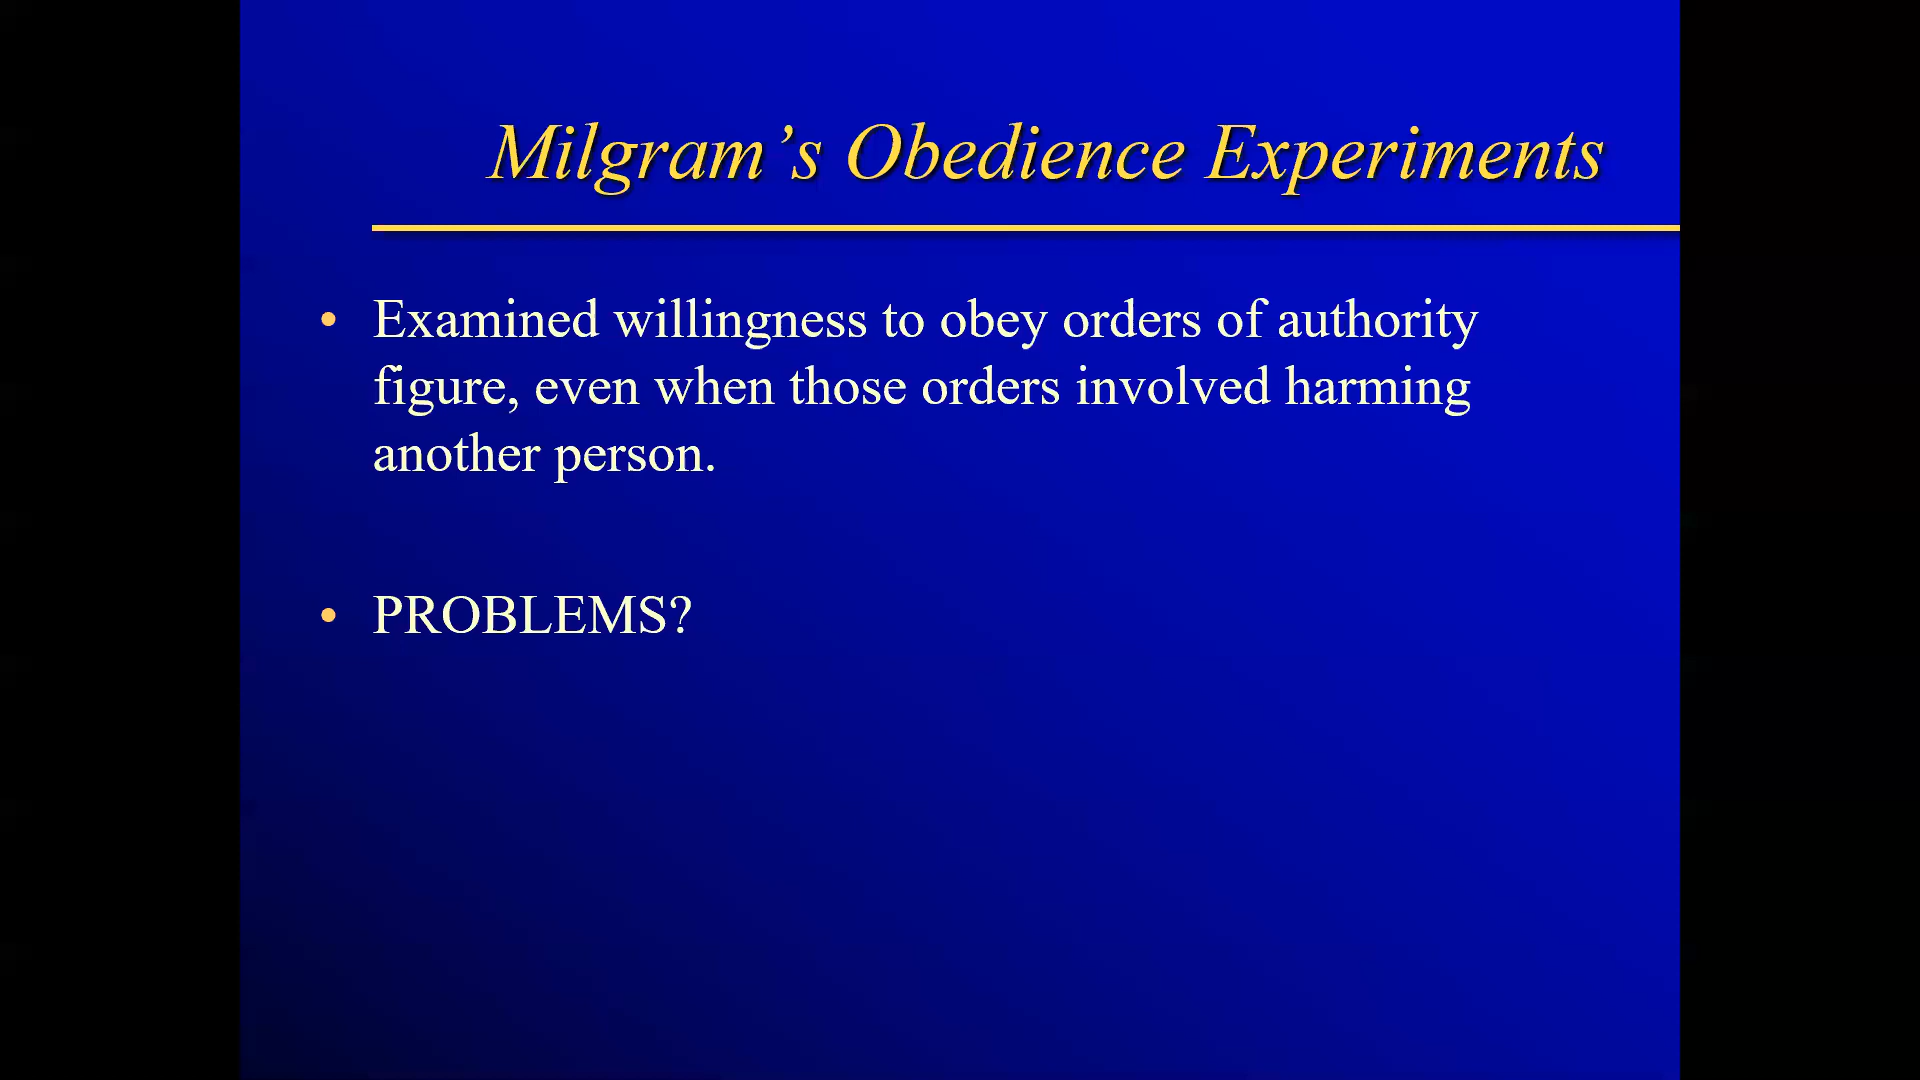 Milgram’s Obedience Experiments
• Examined willingness to obey orders of authority
figure, even when those orders involved harming
another person.
• PROBLEMS?